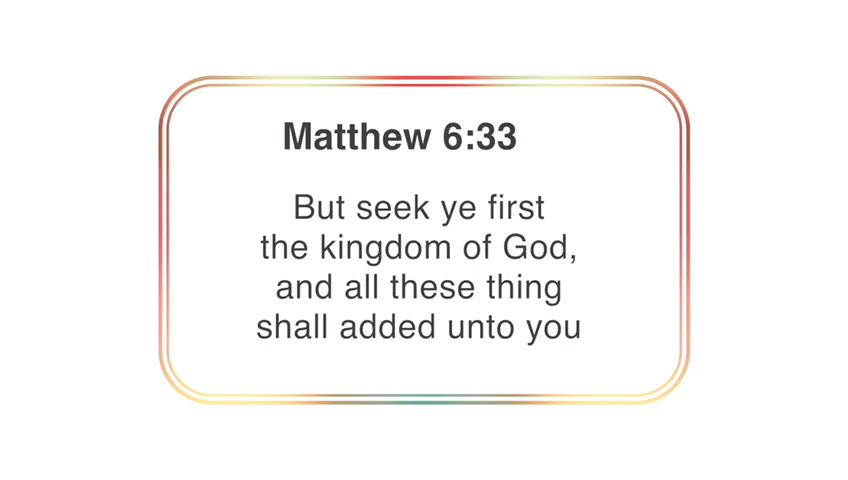 Matthew 6:33
But seek ye first
the kingdom of God,
and all these thing
shall added unto you